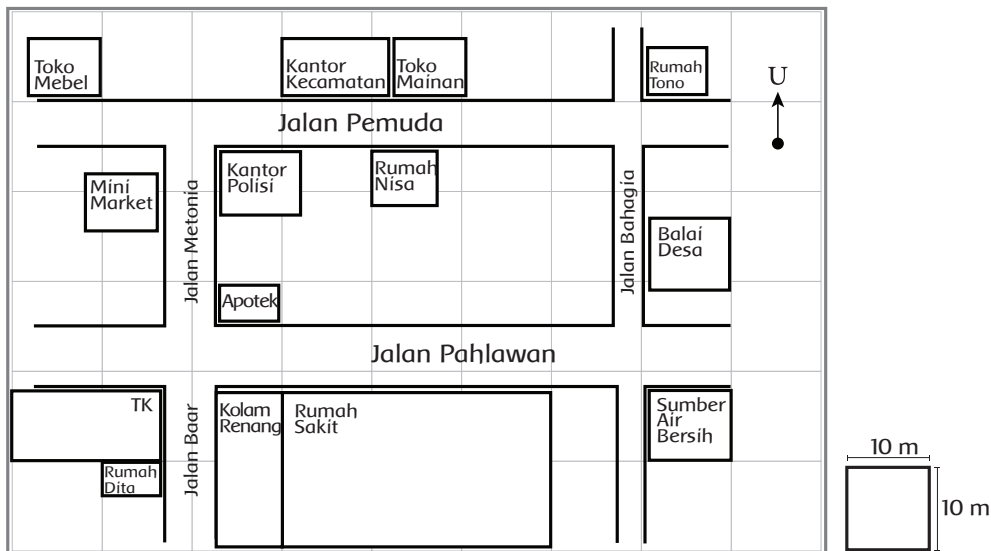 Toko
Mebel
Kantor
Kecamatan
Toko
Mainan
Rumah
Tono
U
Jalan Pemuda
Mini
Market
Jalan Metonia
Kantor
Polisi
Rumah
Nisa
Jalan Bahagia
Balai
Desa
Apotek
Jalan Pahlawan
TK
Jalan Baar
Kolam
Renang
Rumah
Sakit
Sumber
Air
Bersih
Rumah
Dita
10 m
10 m